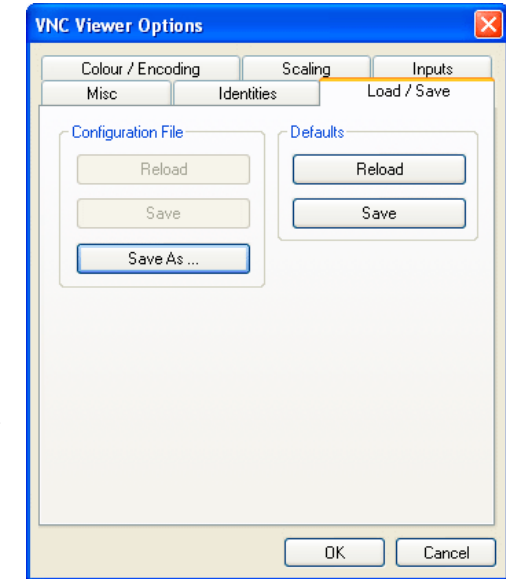 VNC Viewer Options
Colour / Encoding Scaling Inputs
Misc Identities Load / Save
Configuration File Defaults
Reload Reload
Save Save
Save As ...
OK Cancel